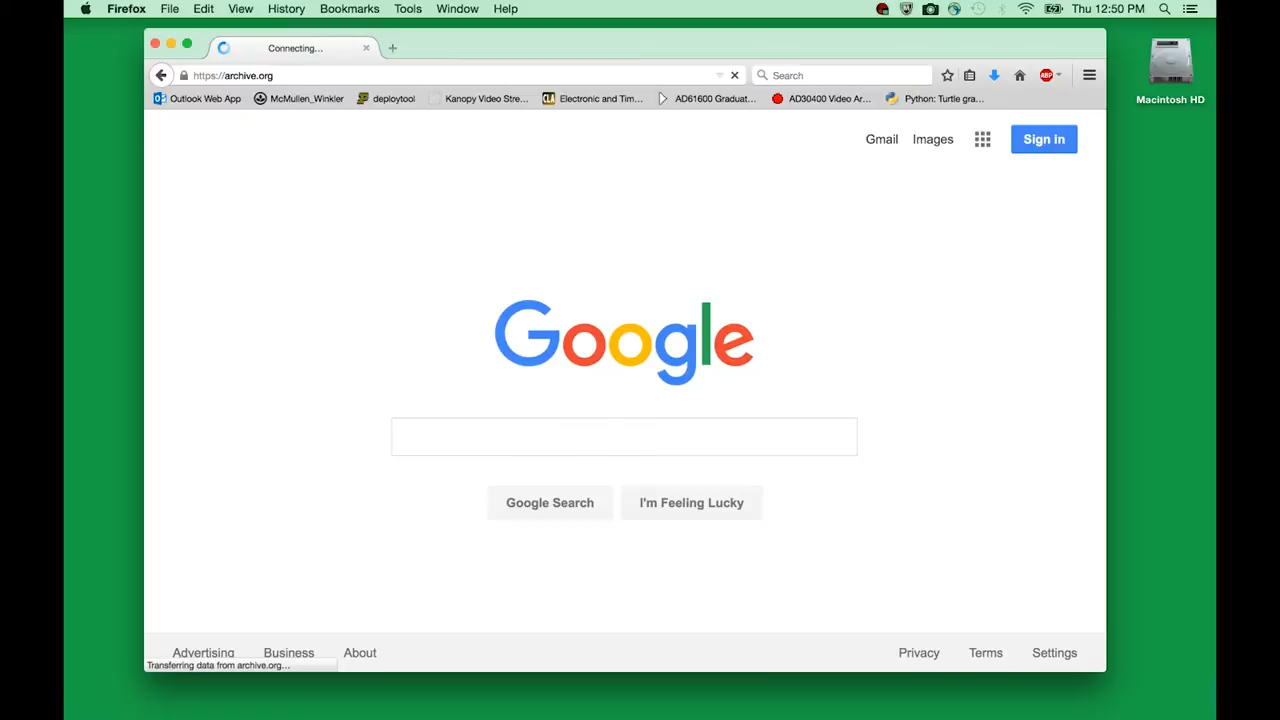 Firefox File Edit View History Bookmarks Tools Window Help Thu 12:50 PM
Connecting...
https://archive.org Search ABP
Outlook Web App McMullen_Winkler deploytool Kanopy Video Stre... CLA Electronic and Tim... AD61600 Graduat... AD30400 Video Ar... Python: Turtle gra...
Macintosh HD
Gmail Images Sign in
Google
Google Search I'm Feeling Lucky
Advertising Business About Privacy Terms Settings
Transferring data from archive.org...